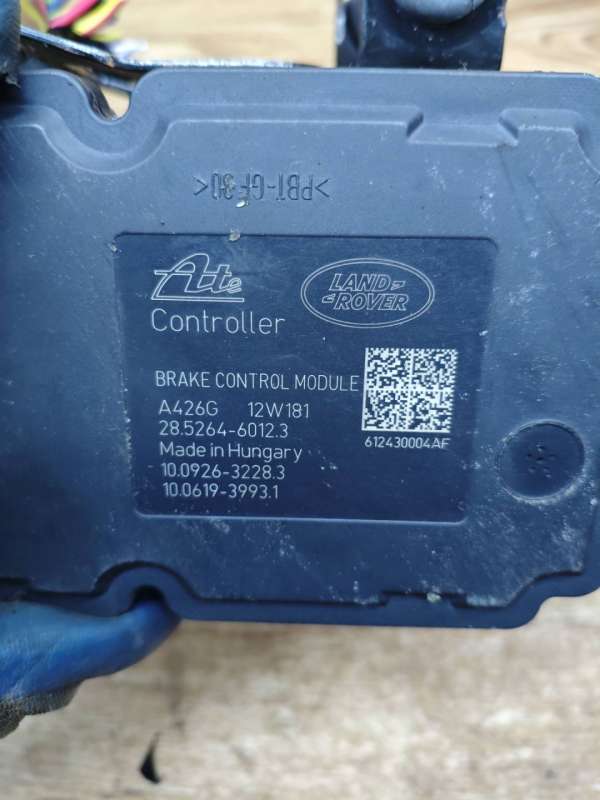 >PBT-GF30<
Ate
LAND
ROVER
Controller
BRAKE CONTROL MODULE
A426G 12W181
28.5264-6012.3
612430004AF
Made in Hungary
10.0926-3228.3
10.0619-3993.1